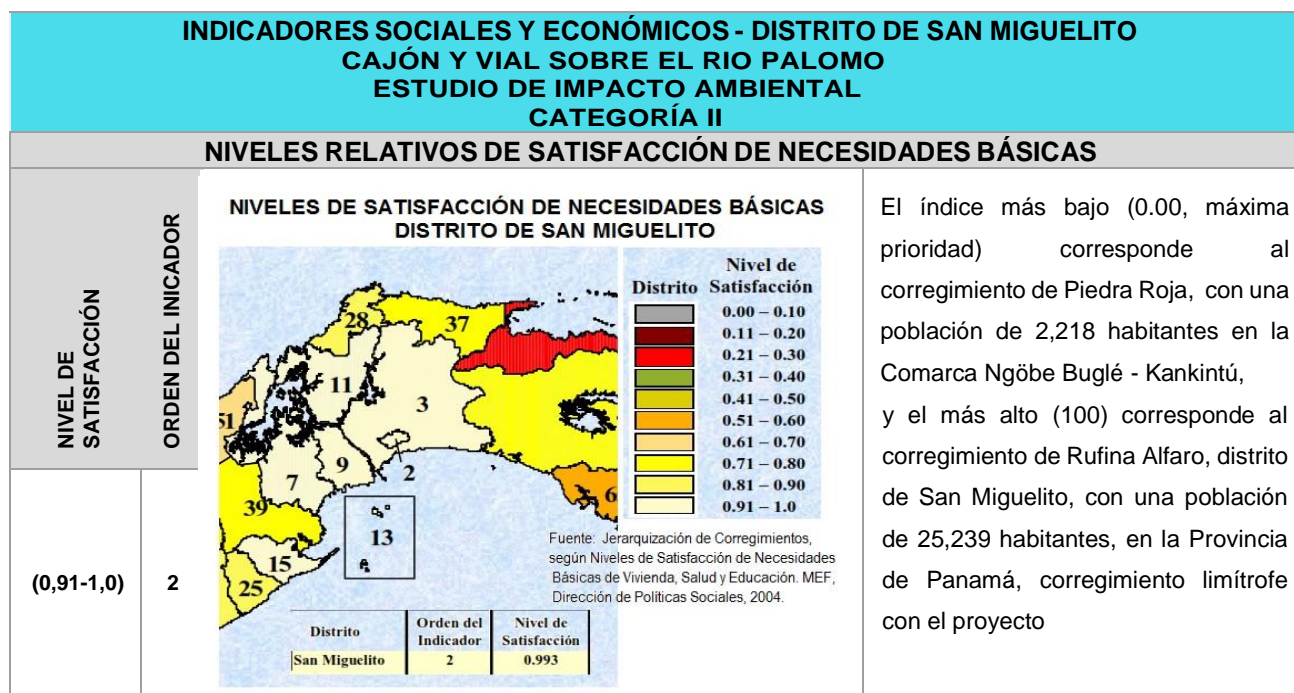 INDICADORES SOCIALES Y ECONÓMICOS - DISTRITO DE SAN MIGUELITO
CAJÓN Y VIAL SOBRE EL RIO PALOMO
ESTUDIO DE IMPACTO AMBIENTAL
CATEGORÍA II
NIVELES RELATIVOS DE SATISFACCIÓN DE NECESIDADES BÁSICAS
NIVEL DE
SATISFACCIÓN
ORDEN DEL INICADOR
(0,91-1,0)
2
NIVELES DE SATISFACCIÓN DE NECESIDADES BÁSICAS
DISTRITO DE SAN MIGUELITO
28
37
11
3
51
9
2
7
6
39
13
15
25
Nivel de
Distrito Satisfacción
0.00 – 0.10
0.11 – 0.20
0.21 – 0.30
0.31 – 0.40
0.41 – 0.50
0.51 – 0.60
0.61 – 0.70
0.71 – 0.80
0.81 – 0.90
0.91 – 1.0
Fuente: Jerarquización de Corregimientos,
según Niveles de Satisfacción de Necesidades
Básicas de Vivienda, Salud y Educación. MEF,
Dirección de Políticas Sociales, 2004.
Distrito
Orden del
Indicador
Nivel de
Satisfacción
San Miguelito 2 0.993
El índice más bajo (0.00, máxima
prioridad) corresponde al
corregimiento de Piedra Roja, con una
población de 2,218 habitantes en la
Comarca Ngöbe Buglé - Kankintú,
y el más alto (100) corresponde al
corregimiento de Rufina Alfaro, distrito
de San Miguelito, con una población
de 25,239 habitantes, en la Provincia
de Panamá, corregimiento limítrofe
con el proyecto